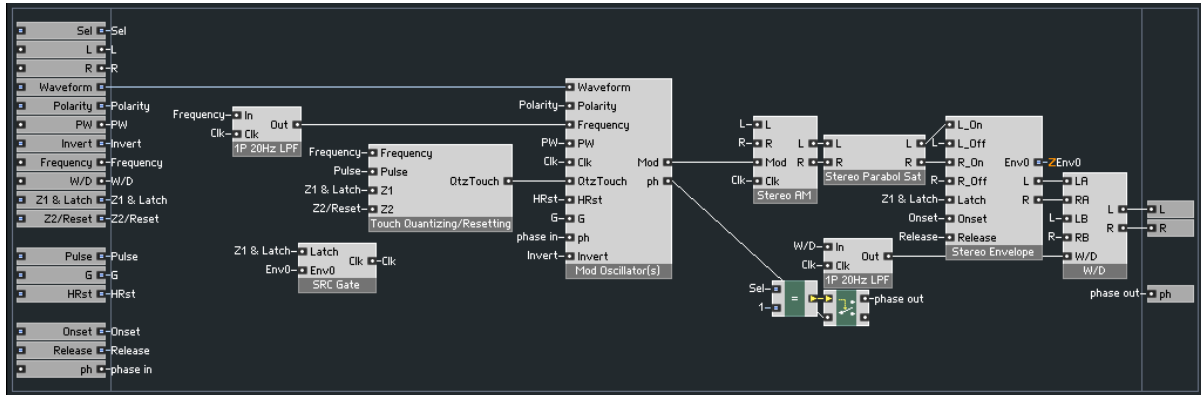 Sel Sel
L L
R R
Waveform
Polarity Polarity
PW PW
Invert Invert
Frequency Frequency
W/D W/D
Z1 & Latch Z1 & Latch
Z2/Reset Z2/Reset
Pulse Pulse
G G
HRst HRst
Onset Onset
Release Release
ph phase in
Frequency In Out
Clk Clk
1P 20Hz LPF
Frequency Frequency
Pulse Pulse
Z1 & Latch Z1 QtzTouch
Z2/Reset Z2
Touch Quantizing/Resetting
Z1 & Latch Latch Clk Clk
Env0 Env0
SRC Gate
Waveform
Polarity Polarity
Frequency
PW PW
Clk Clk Mod
QtzTouch ph
HRst HRst
G G
phase in ph
Invert Invert
Mod Oscillator(s)
L L
R R L
Mod R
Clk Clk
Stereo AM
L L
R R
Stereo Parabol Sat
W/D In Out
Clk Clk
1P 20Hz LPF
Sel = phase out
1
L_On
L L_Off
R_On Env0 Env0
R R_Off L
Z1 & Latch Latch R
Onset Onset
Release Release
Stereo Envelope
LA
RA L
L LB R
R RB
W/D
W/D
L
R
phase out ph